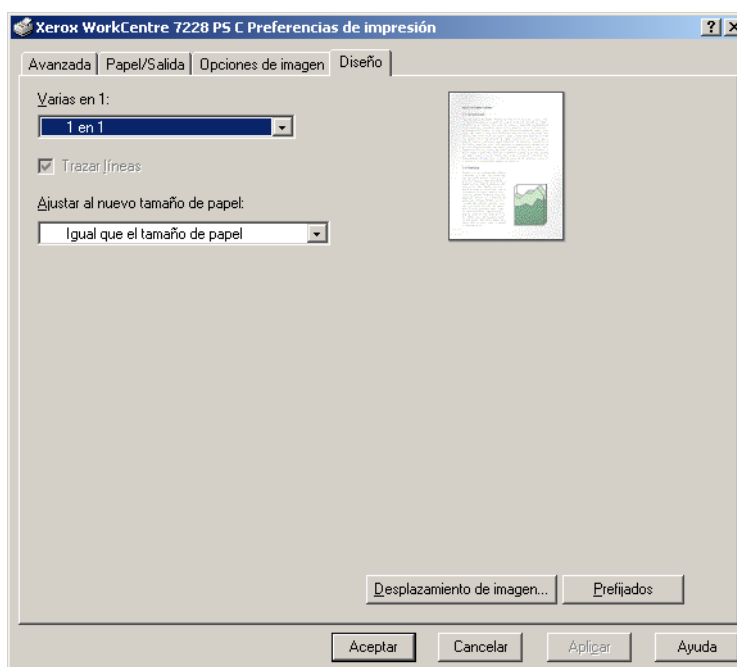 Xerox WorkCentre 7228 PS C Preferencias de impresión
Avanzada Papel/Salida Opciones de imagen Diseño
Varias en 1:
1 en 1
Trazar líneas
Ajustar al nuevo tamaño de papel:
Igual que el tamaño de papel
Desplazamiento de imagen... Prefijados
Aceptar Cancelar Aplicar Ayuda